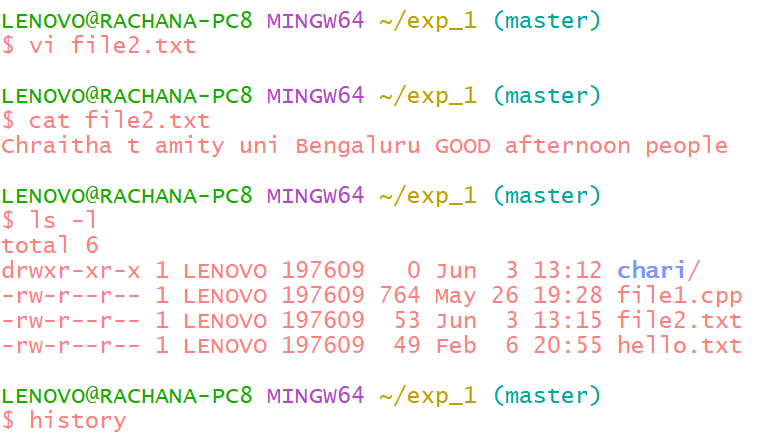 LENOVO@RACHANA-PC8 MINGW64 ~/exp_1 (master)
$ vi file2.txt
LENOVO@RACHANA-PC8 MINGW64 ~/exp_1 (master)
$ cat file2.txt
Chraitha t amity uni Bengaluru GOOD afternoon people
LENOVO@RACHANA-PC8 MINGW64 ~/exp_1 (master)
$ ls -l
total 6
drwxr-xr-x 1 LENOVO 197609   0 Jun  3 13:12 chari/
-rw-r--r-- 1 LENOVO 197609 764 May 26 19:28 file1.cpp
-rw-r--r-- 1 LENOVO 197609  53 Jun  3 13:15 file2.txt
-rw-r--r-- 1 LENOVO 197609  49 Feb  6 20:55 hello.txt
LENOVO@RACHANA-PC8 MINGW64 ~/exp_1 (master)
$ history